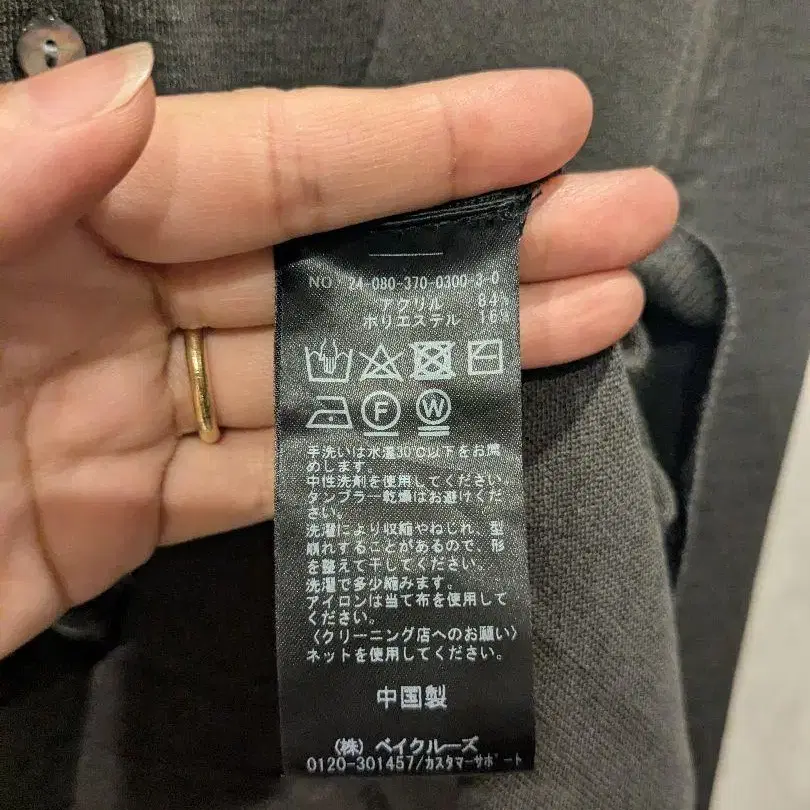 NO 24-080-370-0300-3-0
アクリル 84%
ポリエステル 16%
F W
手洗いは水温30℃以下をお薦
めします。
中性洗剤を使用してください。
タンブラー乾燥はお避けくだ
さい。
洗濯により収縮やねじれ、型
崩れすることがあるので、形
を整えて干してください。
洗濯で多少縮みます。
アイロンは当て布を使用して
ください。
〈クリーニング店へのお願い〉
ネットを使用してください。
中国製
(株) ベイクルーズ
0120-301457/カスタマーサポート